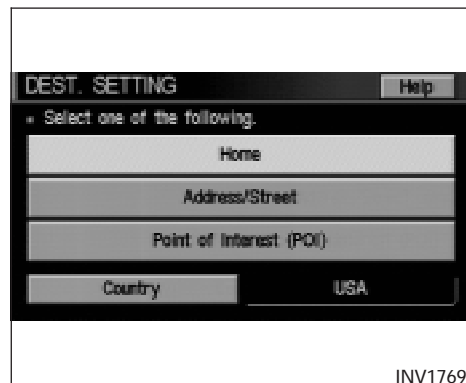 DEST. SETTING Help
Select one of the following.
Home
Address/Street
Point of Interest (POI)
Country USA
INV1769